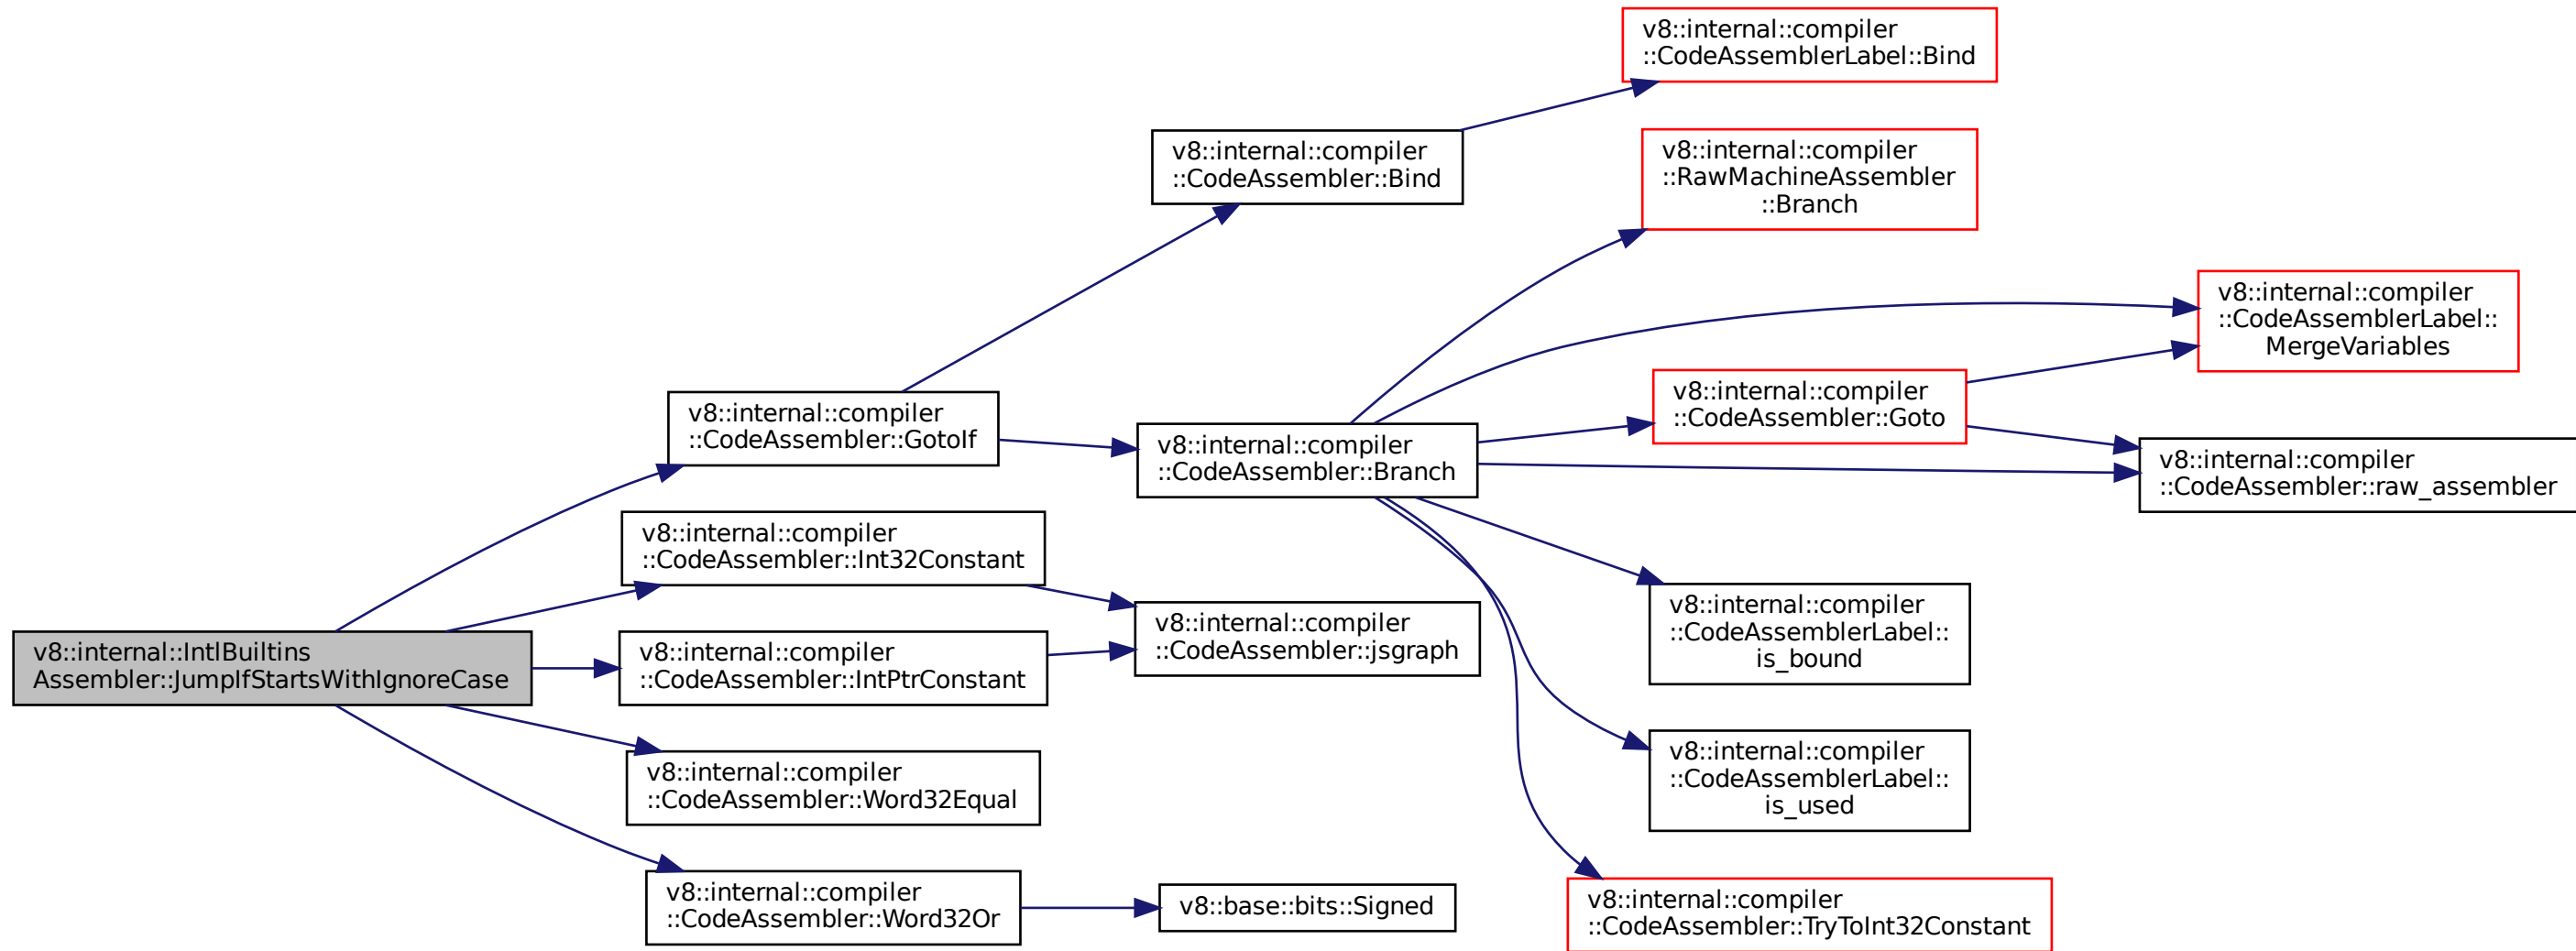 v8::internal::IntlBuiltins
Assembler::JumpIfStartsWithIgnoreCase
v8::internal::compiler
::CodeAssembler::GotoIf
v8::internal::compiler
::CodeAssembler::Int32Constant
v8::internal::compiler
::CodeAssembler::IntPtrConstant
v8::internal::compiler
::CodeAssembler::Word32Equal
v8::internal::compiler
::CodeAssembler::Word32Or
v8::internal::compiler
::CodeAssembler::Bind
v8::internal::compiler
::CodeAssembler::Branch
v8::internal::compiler
::CodeAssembler::jsgraph
v8::base::bits::Signed
v8::internal::compiler
::CodeAssemblerLabel::Bind
v8::internal::compiler
::RawMachineAssembler
::Branch
v8::internal::compiler
::CodeAssembler::Goto
v8::internal::compiler
::CodeAssemblerLabel::
is_bound
v8::internal::compiler
::CodeAssemblerLabel::
is_used
v8::internal::compiler
::CodeAssembler::TryToInt32Constant
v8::internal::compiler
::CodeAssemblerLabel::
MergeVariables
v8::internal::compiler
::CodeAssembler::raw_assembler